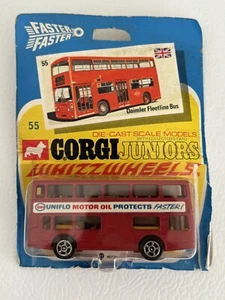 FASTER
FASTER
55
Daimler Fleetline Bus
55
DIE-CAST SCALE MODELS
CORGI JUNIORS
WHIZZWHEELS
Esso UNIFLO MOTOR OIL PROTECTS FASTER!